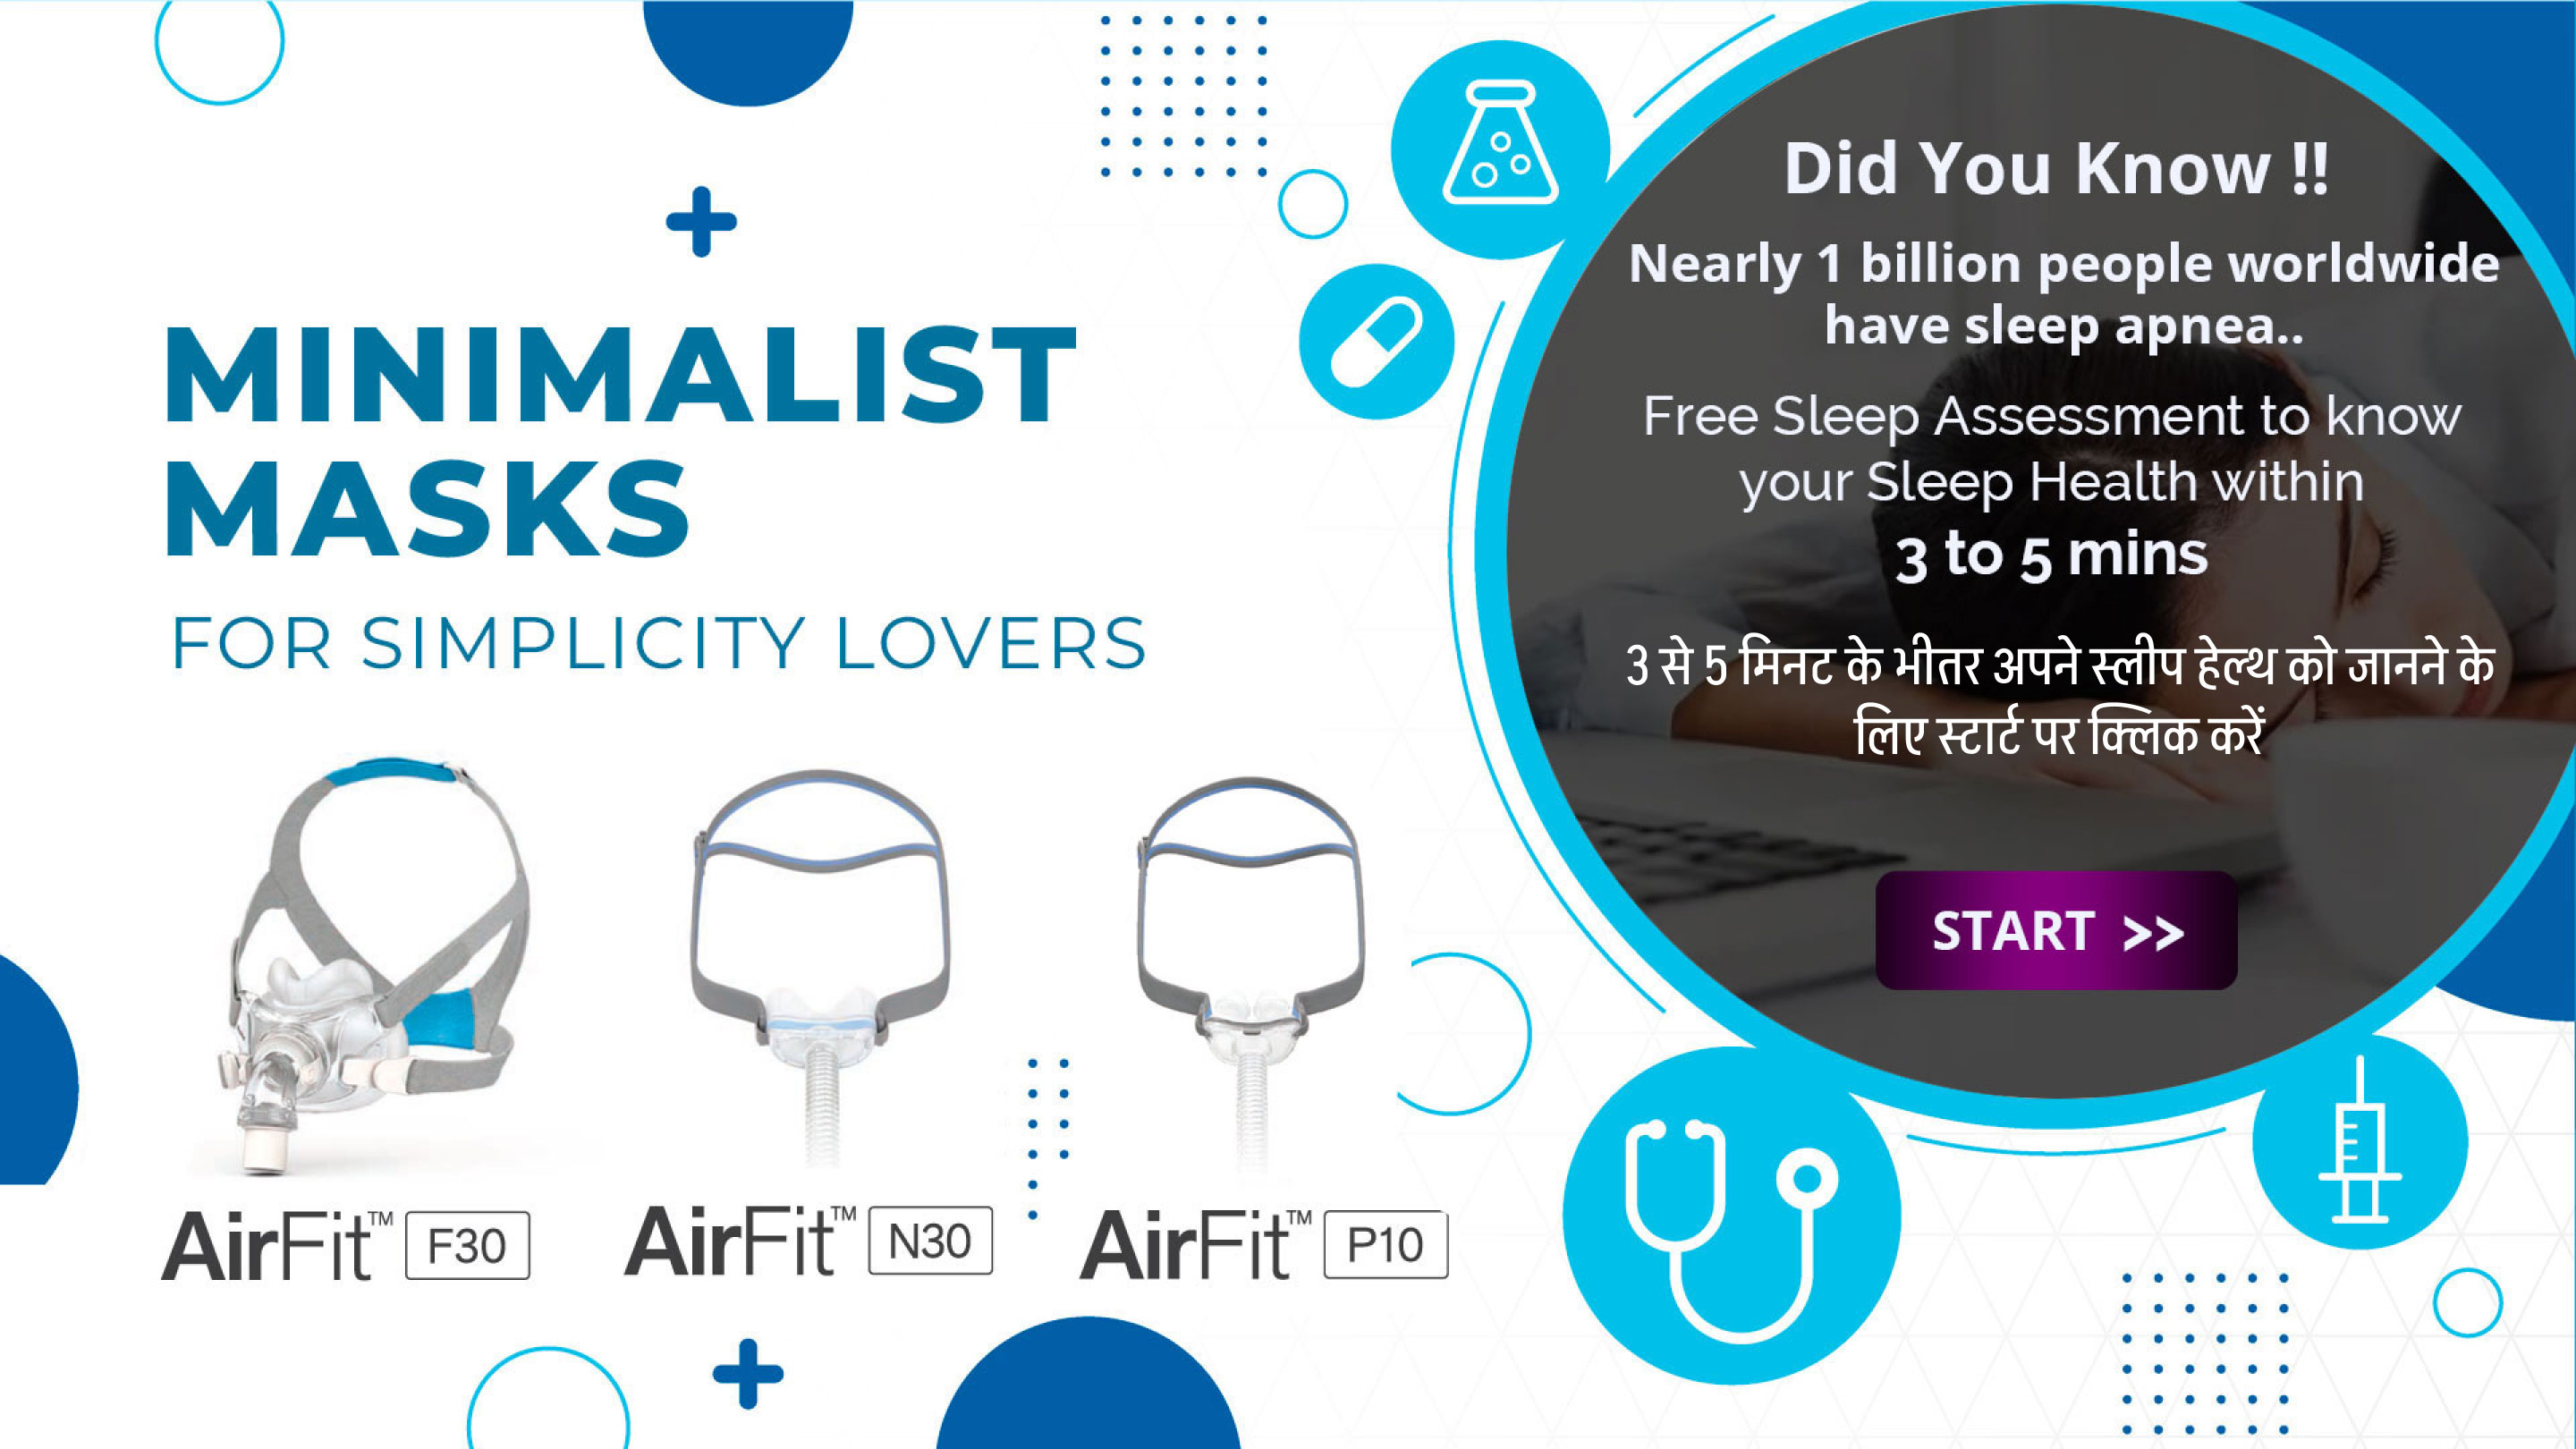 MINIMALIST
MASKS
FOR SIMPLICITY LOVERS
AirFit™ F30
AirFit™ N30
AirFit™ P10
Did You Know !!
Nearly 1 billion people worldwide
have sleep apnea..
Free Sleep Assessment to know
your Sleep Health within
3 to 5 mins
3 से 5 मिनट के भीतर अपने स्लीप हेल्थ को जानने के
लिए स्टार्ट पर क्लिक करें
START >>